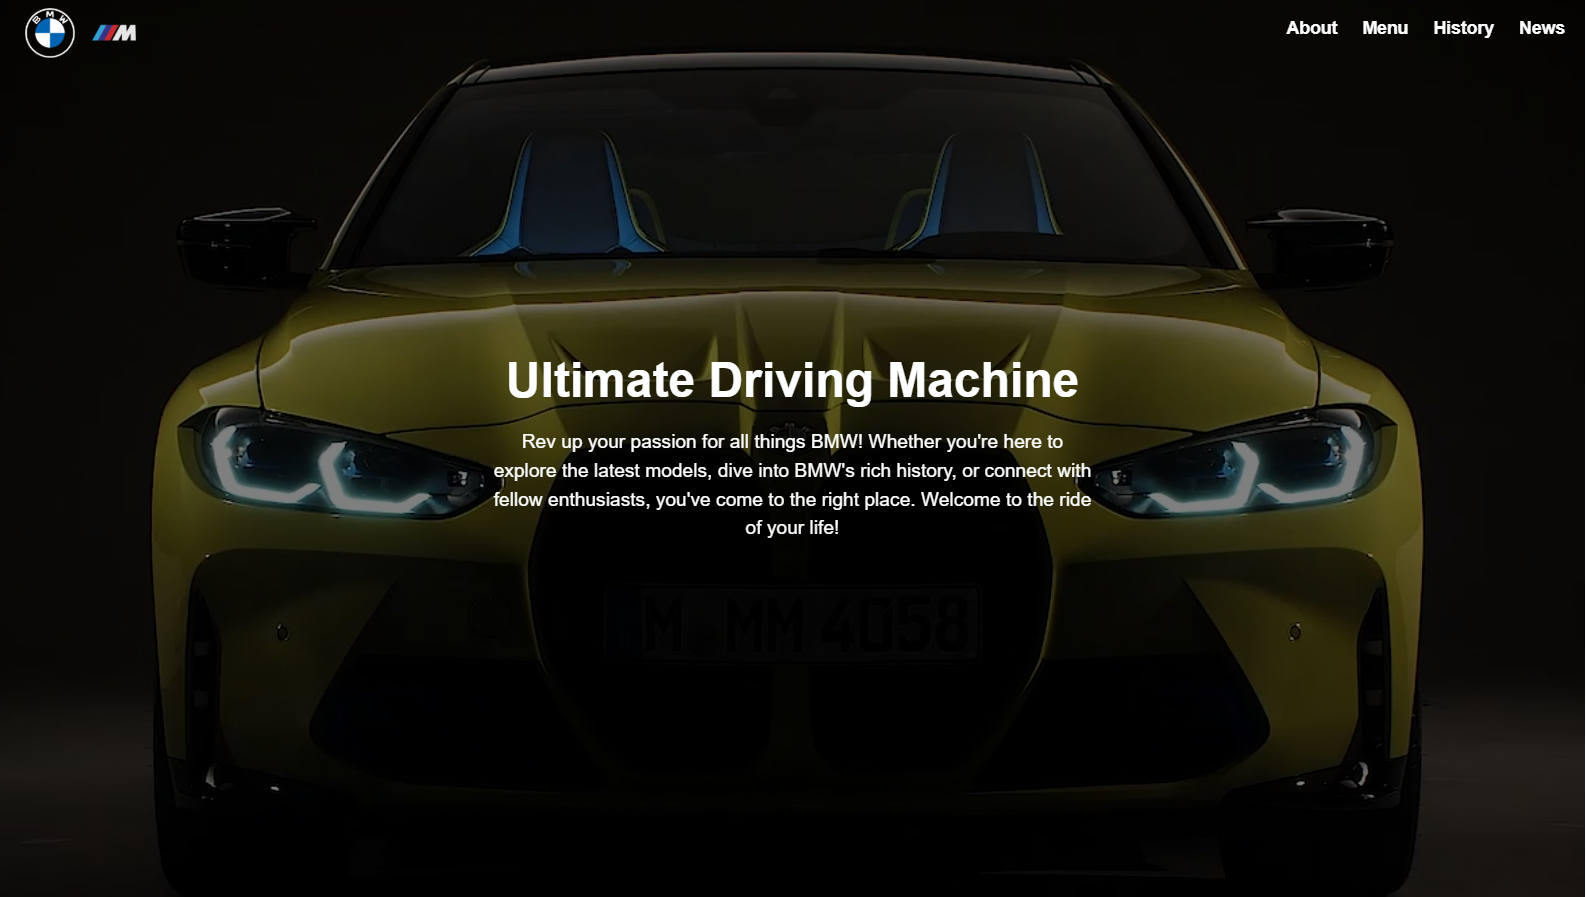 BMW
M
About Menu History News
Ultimate Driving Machine
Rev up your passion for all things BMW! Whether you're here to
explore the latest models, dive into BMW's rich history, or connect with
fellow enthusiasts, you've come to the right place. Welcome to the ride
of your life!
M MM 4058